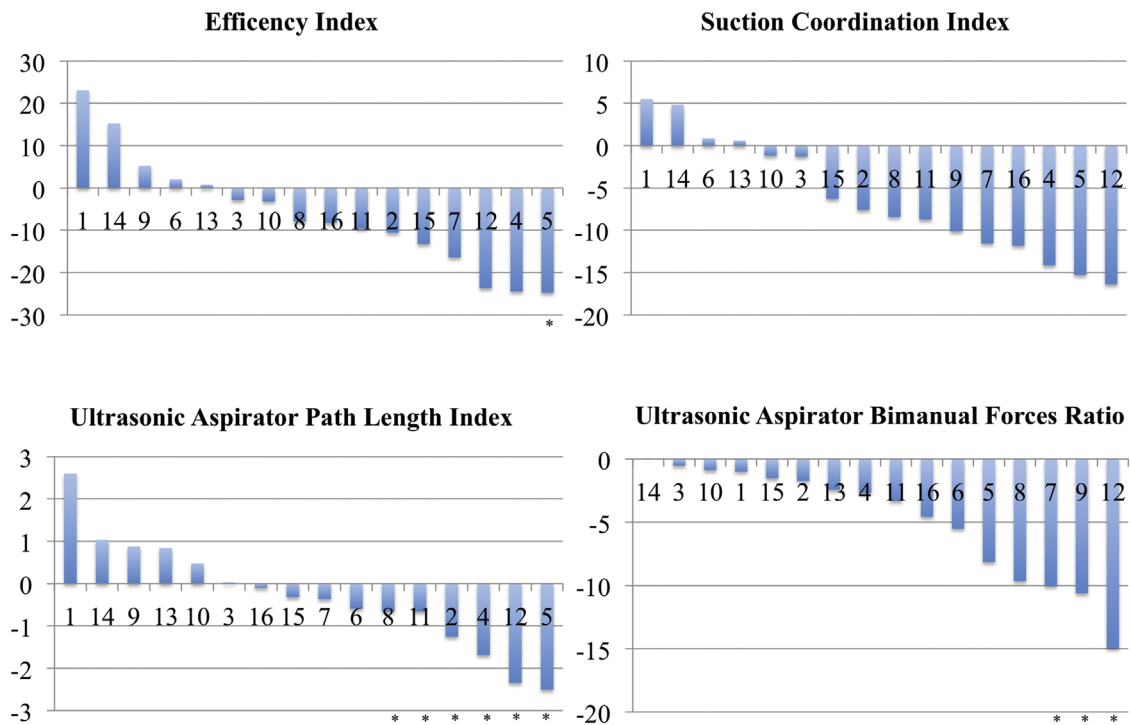 Efficency Index
30
20
10
0
-10
-20
-30
1 14 9 6 13 3 10 8 16 11 2 15 7 12 4 5
*
Suction Coordination Index
10
5
0
-5
-10
-15
-20
1 14 6 13 10 3 15 2 8 11 9 7 16 4 5 12
Ultrasonic Aspirator Path Length Index
3
2
1
0
-1
-2
-3
1 14 9 13 10 3 16 15 7 6 8 11 2 4 12 5
* * * * * *
Ultrasonic Aspirator Bimanual Forces Ratio
0
-5
-10
-15
-20
14 3 10 1 15 2 13 4 11 16 6 5 8 7 9 12
* * *